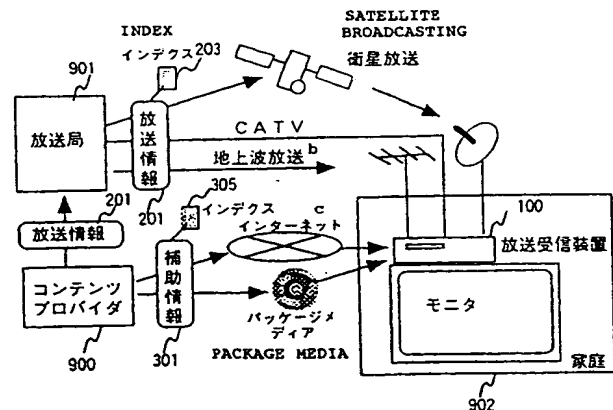 INDEX
インデクス
203
SATELLITE
BROADCASTING
衛星放送
901
放送局
放送情報
201
CATV
地上波放送 b
201
放送情報
305
インデクス
c
インターネット
100
放送受信装置
コンテンツ
プロバイダ
900
補助情報
301
パッケージメ
ディア
PACKAGE MEDIA
モニタ
家庭
902